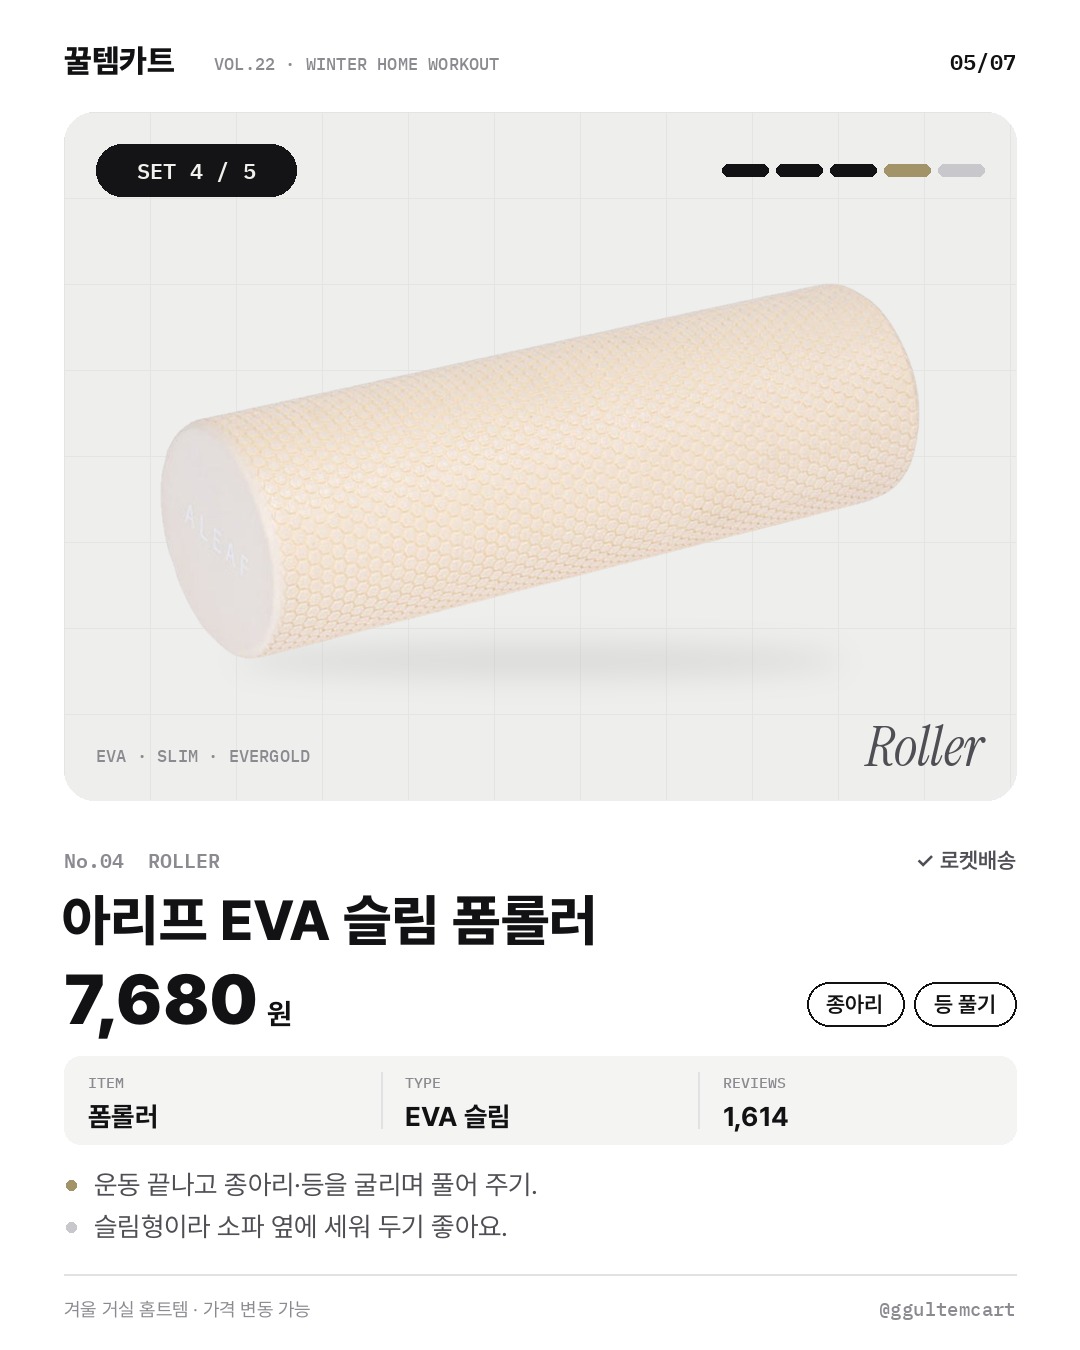 꿀템카트
VOL.22 · WINTER HOME WORKOUT
05/07
SET 4 / 5
ALEAF
EVA · SLIM · EVERGOLD
Roller
No.04 ROLLER
✓ 로켓배송
아리프 EVA 슬림 폼롤러
7,680 원
종아리
등 풀기
ITEM
폼롤러
TYPE
EVA 슬림
REVIEWS
1,614
운동 끝나고 종아리·등을 굴리며 풀어 주기.
슬림형이라 소파 옆에 세워 두기 좋아요.
겨울 거실 홈트템 · 가격 변동 가능
@ggultemcart